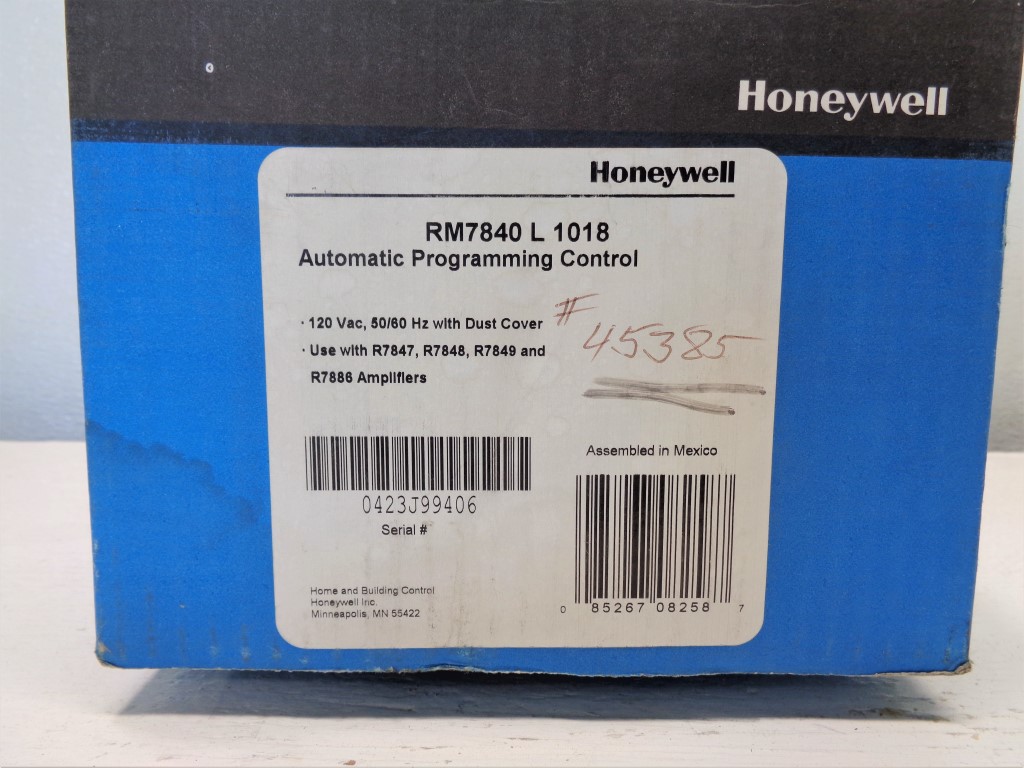 Honeywell
Honeywell
RM7840 L 1018
Automatic Programming Control
· 120 Vac, 50/60 Hz with Dust Cover
· Use with R7847, R7848, R7849 and
R7886 Amplifiers
# 45385
0423J99406
Serial #
Assembled in Mexico
0 85267 08258 7
Home and Building Control
Honeywell Inc.
Minneapolis, MN 55422